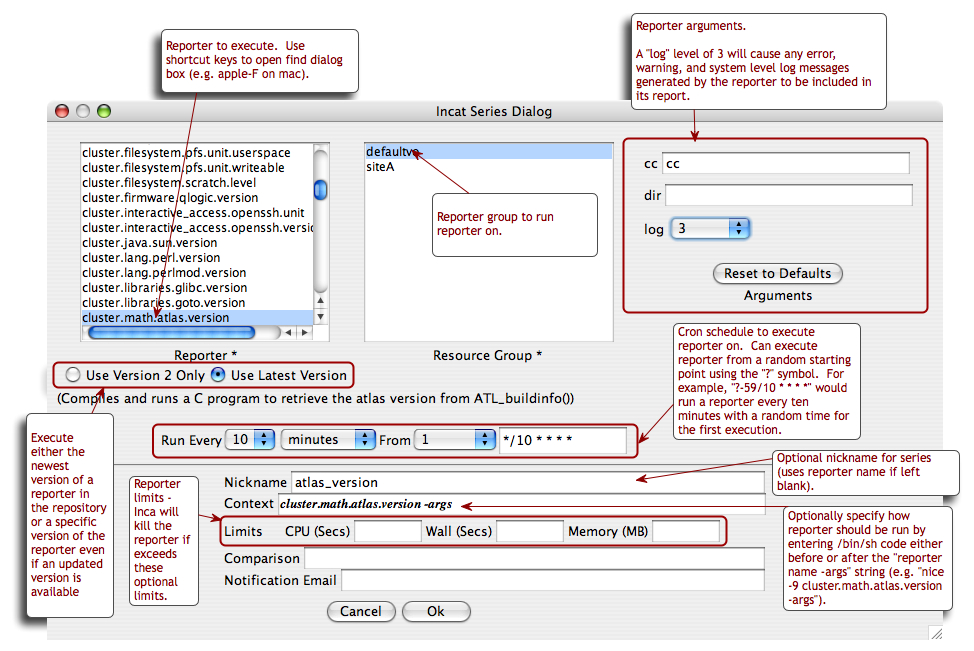 Reporter to execute. Use
shortcut keys to open find dialog
box (e.g. apple-F on mac).
Reporter arguments.
A "log" level of 3 will cause any error,
warning, and system level log messages
generated by the reporter to be included in
its report.
Incat Series Dialog
cluster.filesystem.pfs.unit.userspace
cluster.filesystem.pfs.unit.writeable
cluster.filesystem.scratch.level
cluster.firmware.qlogic.version
cluster.interactive_access.openssh.unit
cluster.interactive_access.openssh.versic
cluster.java.sun.version
cluster.lang.perl.version
cluster.lang.perlmod.version
cluster.libraries.glibc.version
cluster.libraries.goto.version
cluster.math.atlas.version
Reporter *
defaultvo
siteA
Reporter group to run
reporter on.
Resource Group *
cc cc
dir
log 3
Reset to Defaults
Arguments
Use Version 2 Only Use Latest Version
(Compiles and runs a C program to retrieve the atlas version from ATL_buildinfo())
Cron schedule to execute
reporter on. Can execute
reporter from a random starting
point using the "?" symbol. For
example, "?-59/10 * * * *" would
run a reporter every ten
minutes with a random time for
the first execution.
Execute
either the
newest
version of a
reporter in
the repository
or a specific
version of the
reporter even
if an updated
version is
available
Run Every 10 minutes From 1 */10 * * * *
Reporter
limits -
Inca will
kill the
reporter if
exceeds
these
optional
limits.
Nickname atlas_version
Optional nickname for series
(uses reporter name if left
blank).
Context cluster.math.atlas.version -args
Limits CPU (Secs) Wall (Secs) Memory (MB)
Optionally specify how
reporter should be run by
entering /bin/sh code either
before or after the "reporter
name -args" string (e.g. "nice
-9 cluster.math.atlas.version
-args").
Comparison
Notification Email
Cancel Ok